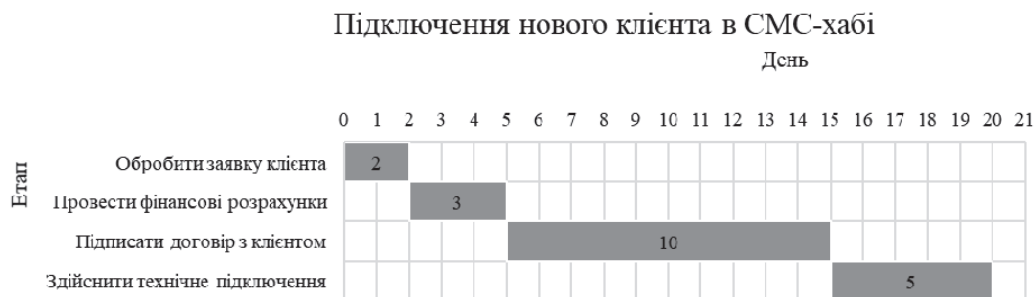 Підключення нового клієнта в СМС-хабі
День
0 1 2 3 4 5 6 7 8 9 10 11 12 13 14 15 16 17 18 19 20 21
Етап
Обробити заявку клієнта 2
Провести фінансові розрахунки 3
Підписати договір з клієнтом 10
Здійснити технічне підключення 5